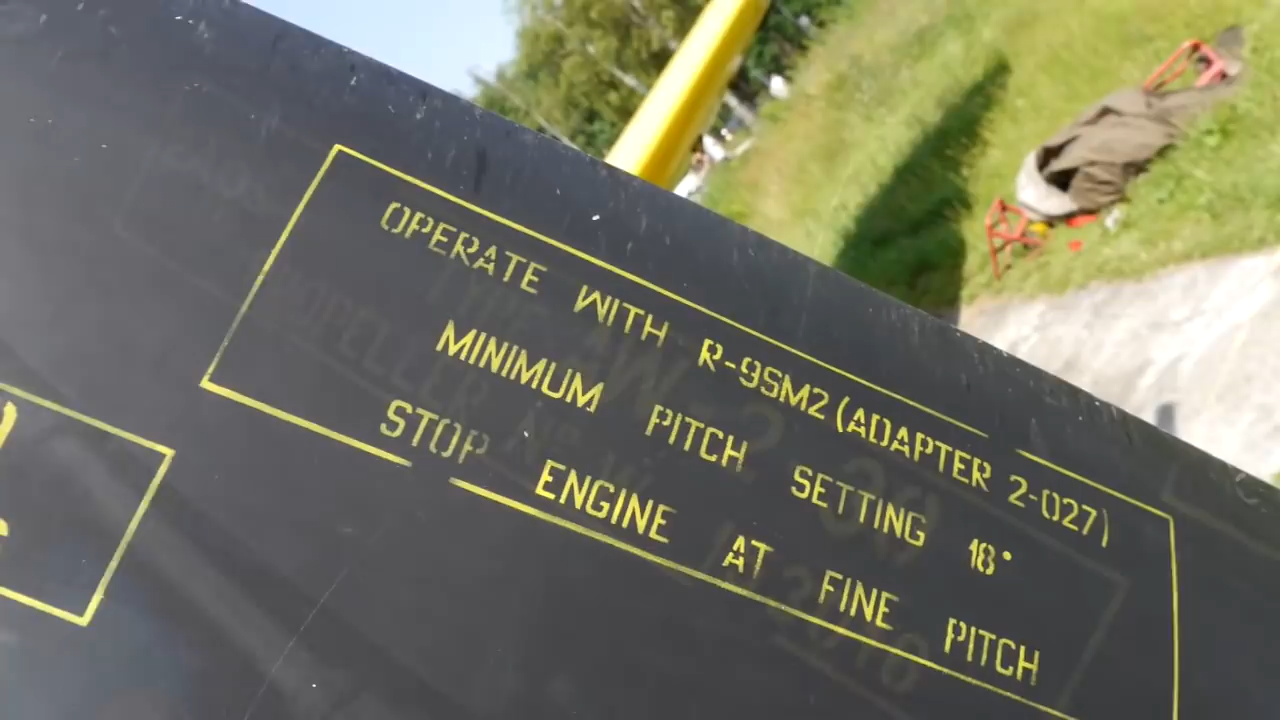 OPERATE WITH R-9SM2 (ADAPTER 2-027)
MINIMUM PITCH SETTING 18°
STOP ENGINE AT FINE PITCH